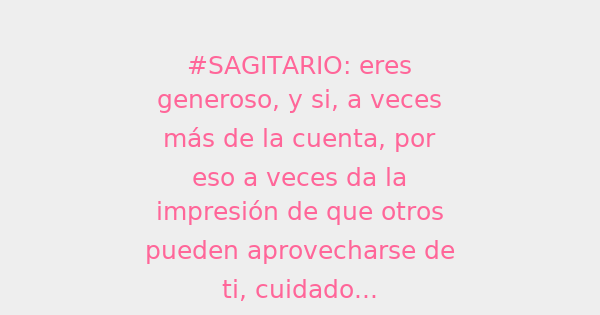 #SAGITARIO: eres
generoso, y si, a veces
más de la cuenta, por
eso a veces da la
impresión de que otros
pueden aprovecharse de
ti, cuidado...